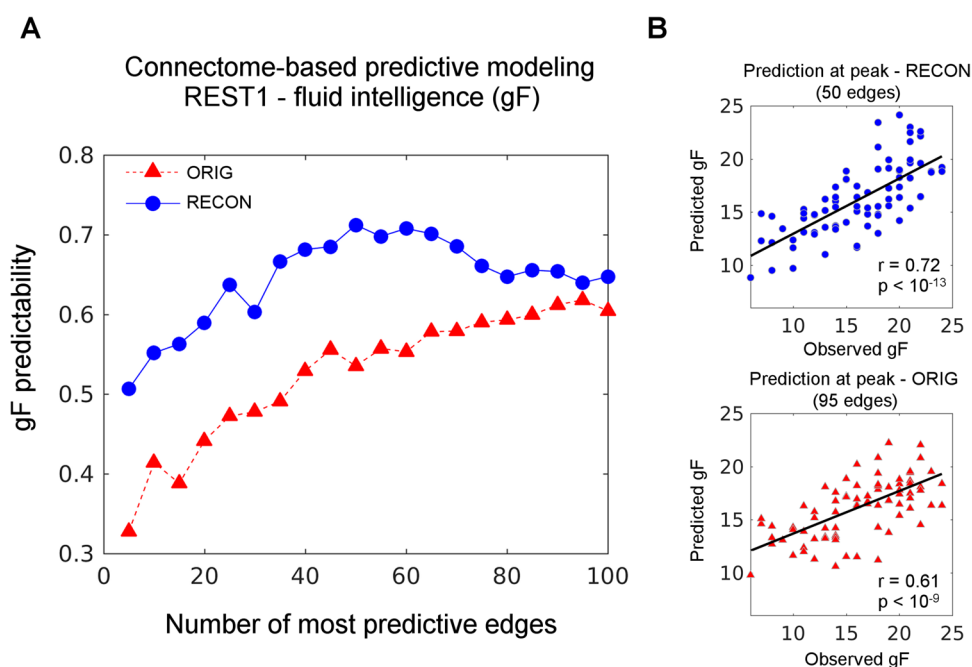 A
Connectome-based predictive modeling
REST1 - fluid intelligence (gF)
gF predictability
0.8
0.7
0.6
0.5
0.4
0.3
ORIG
RECON
0 20 40 60 80 100
Number of most predictive edges
B
Prediction at peak - RECON
(50 edges)
Predicted gF
25
20
15
10
r = 0.72
p < 10-13
10 15 20 25
Observed gF
Prediction at peak - ORIG
(95 edges)
Predicted gF
25
20
15
10
r = 0.61
p < 10-9
10 15 20 25
Observed gF